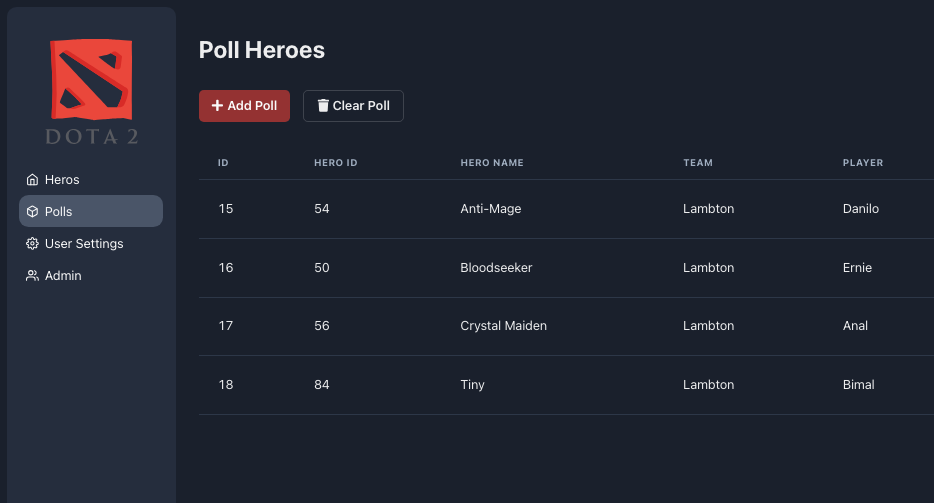 DOTA 2
Heros
Polls
User Settings
Admin
Poll Heroes
Add Poll
Clear Poll
ID HERO ID HERO NAME TEAM PLAYER
15 54 Anti-Mage Lambton Danilo
16 50 Bloodseeker Lambton Ernie
17 56 Crystal Maiden Lambton Anal
18 84 Tiny Lambton Bimal